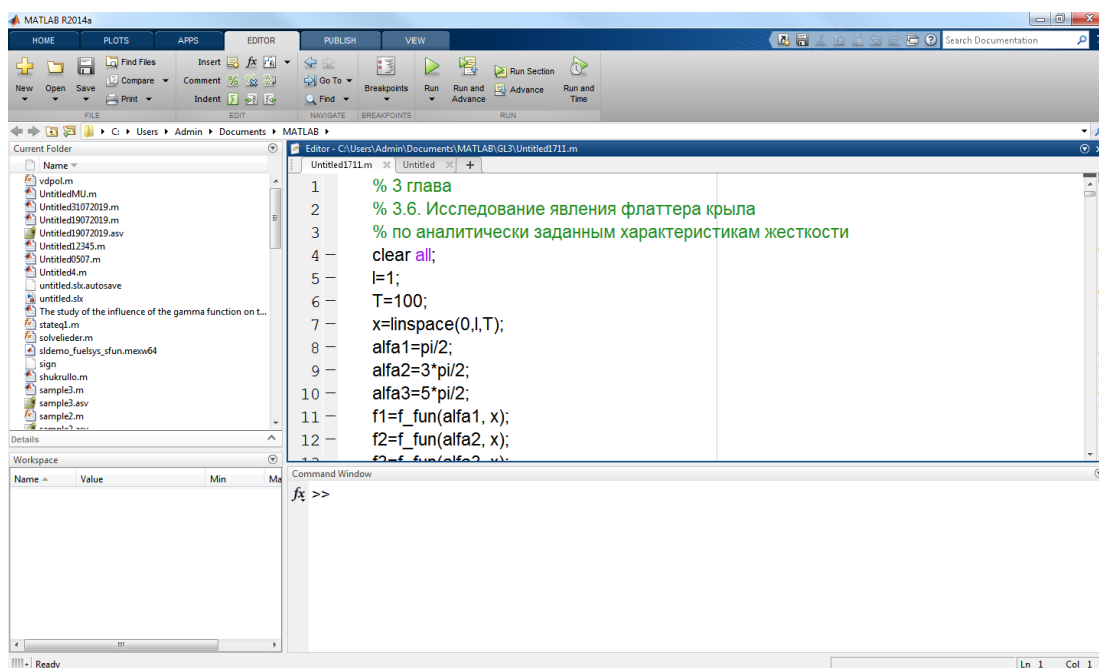 MATLAB R2014a
HOME PLOTS APPS EDITOR PUBLISH VIEW
Search Documentation
New Open Save
Find Files
Compare
Print
FILE
Insert fx
Comment
Indent
EDIT
Go To
Find
NAVIGATE
Breakpoints
BREAKPOINTS
Run
Run and Advance
Run Section
Advance
Run and Time
RUN
C: Users Admin Documents MATLAB
Current Folder
Name
vdpol.m
UntitledMU.m
Untitled31072019.m
Untitled19072019.m
Untitled19072019.asv
Untitled12345.m
Untitled0507.m
Untitled4.m
untitled.slx.autosave
untitled.slx
The study of the influence of the gamma function on t...
stateq1.m
solvelieder.m
sldemo_fuelsys_sfun.mexw64
sign
shukrullo.m
sample3.m
sample3.asv
sample2.m
sample2.asv
Details
Workspace
Name Value Min Ma
Editor - C:\Users\Admin\Documents\MATLAB\GL3\Untitled1711.m
Untitled1711.m Untitled +
1 % 3 глава
2 % 3.6. Исследование явления флаттера крыла
3 % по аналитически заданным характеристикам жесткости
4 – clear all;
5 – l=1;
6 – T=100;
7 – x=linspace(0,l,T);
8 – alfa1=pi/2;
9 – alfa2=3*pi/2;
10 – alfa3=5*pi/2;
11 – f1=f_fun(alfa1, x);
12 – f2=f_fun(alfa2, x);
13 – f3=f_fun(alfa3, x);
Command Window
fx >>
Ready
Ln 1 Col 1